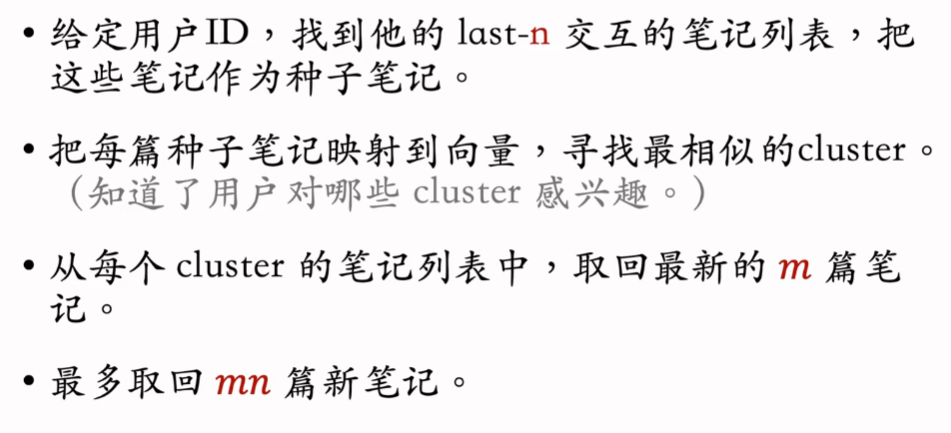 • 给定用户ID，找到他的 last-n 交互的笔记列表，把
这些笔记作为种子笔记。
• 把每篇种子笔记映射到向量，寻找最相似的cluster。
（知道了用户对哪些 cluster 感兴趣。）
• 从每个 cluster 的笔记列表中，取回最新的 m 篇笔
记。
• 最多取回 mn 篇新笔记。